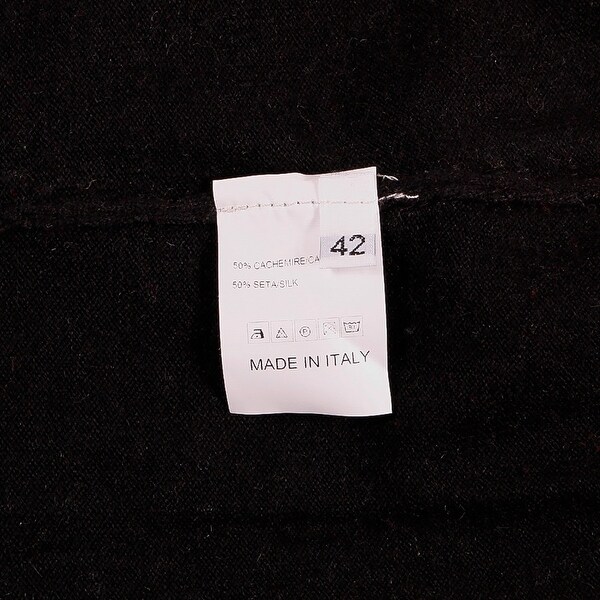 42
50% CACHEMIRE/CA
50% SETA/SILK
MADE IN ITALY